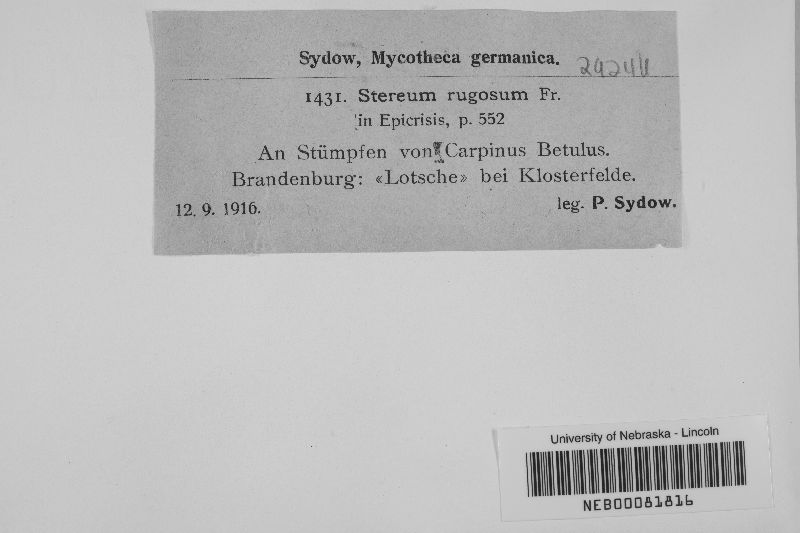 Sydow, Mycotheca germanica.
1431. Stereum rugosum Fr.
in Epicrisis, p. 552
An Stümpfen von Carpinus Betulus.
Brandenburg: «Lotsche» bei Klosterfelde.
12. 9. 1916. leg. P. Sydow.
University of Nebraska - Lincoln
NEB00081816